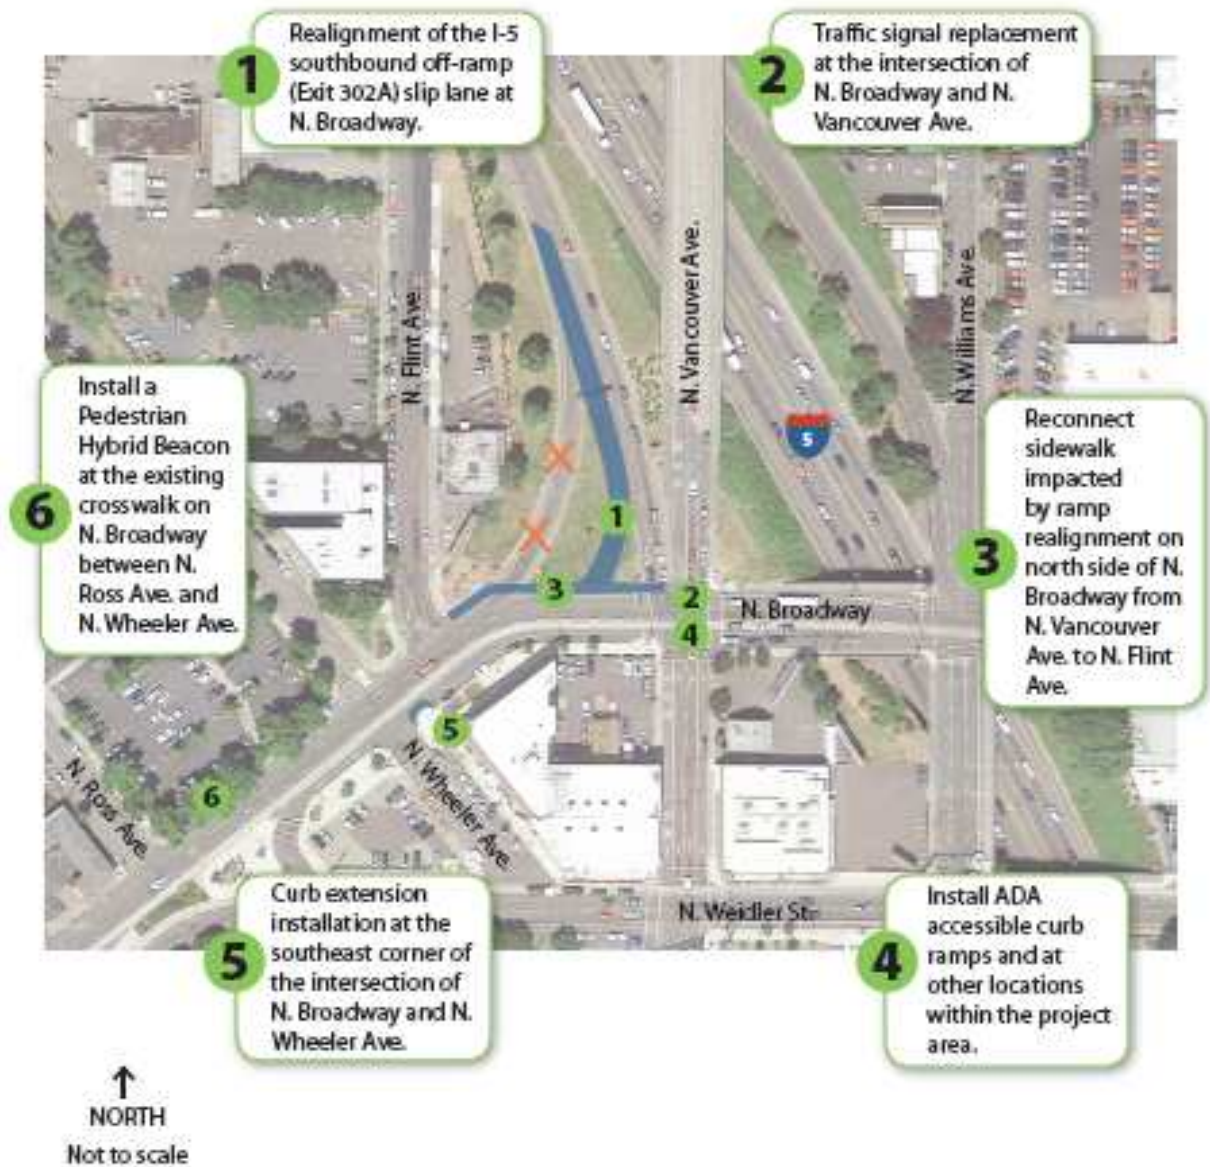 1
Realignment of the I-5
southbound off-ramp
(Exit 302A) slip lane at
N. Broadway.
2
Traffic signal replacement
at the intersection of
N. Broadway and N.
Vancouver Ave.
N. Flint Ave.
N. Vancouver Ave.
N. Williams Ave.
5
6
Install a
Pedestrian
Hybrid Beacon
at the existing
crosswalk on
N. Broadway
between N.
Ross Ave. and
N. Wheeler Ave.
3
Reconnect
sidewalk
impacted
by ramp
realignment on
north side of N.
Broadway from
N. Vancouver
Ave. to N. Flint
Ave.
1
3
2
N. Broadway
4
5
N. Wheeler Ave.
6
N. Ross Ave.
N. Weidler St.
5
Curb extension
installation at the
southeast corner of
the intersection of
N. Broadway and N.
Wheeler Ave.
4
Install ADA
accessible curb
ramps and at
other locations
within the project
area.
↑
NORTH
Not to scale